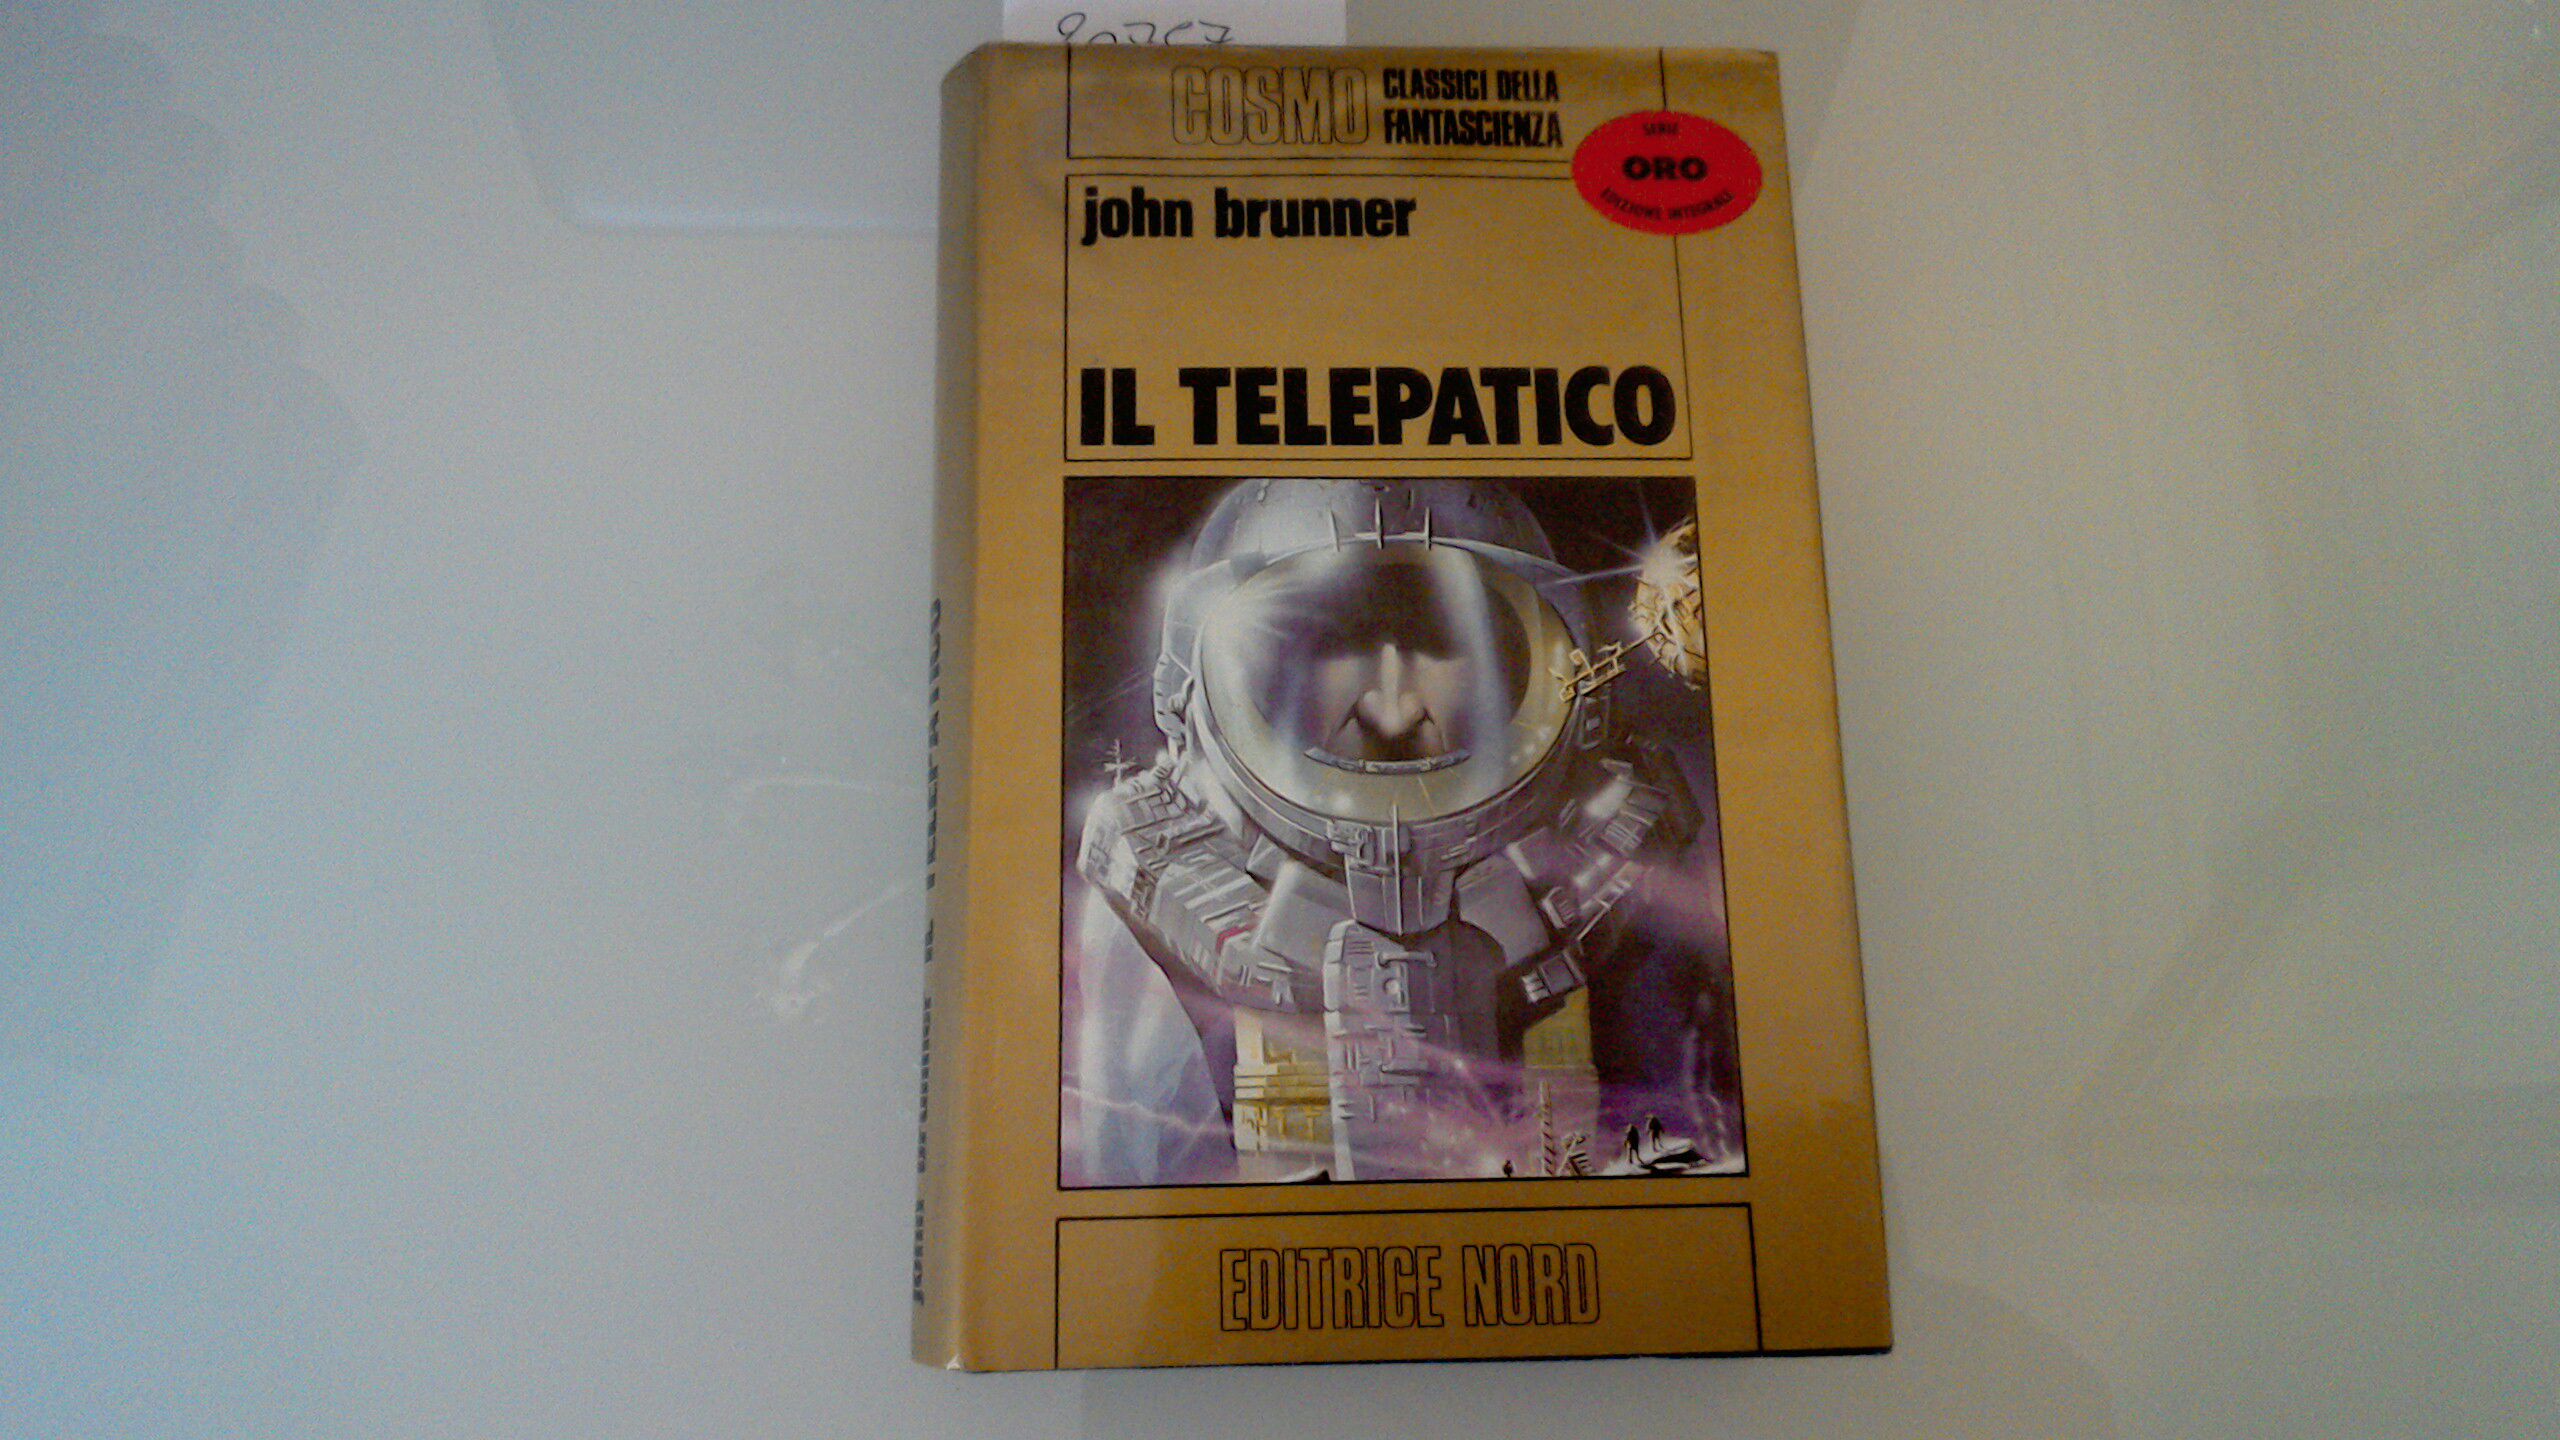 COSMO
CLASSICI DELLA
FANTASCIENZA
SERIE
ORO
EDIZIONE INTEGRALE
john brunner
IL TELEPATICO
EDITRICE NORD
JOHN BRUNNER IL TELEPATICO